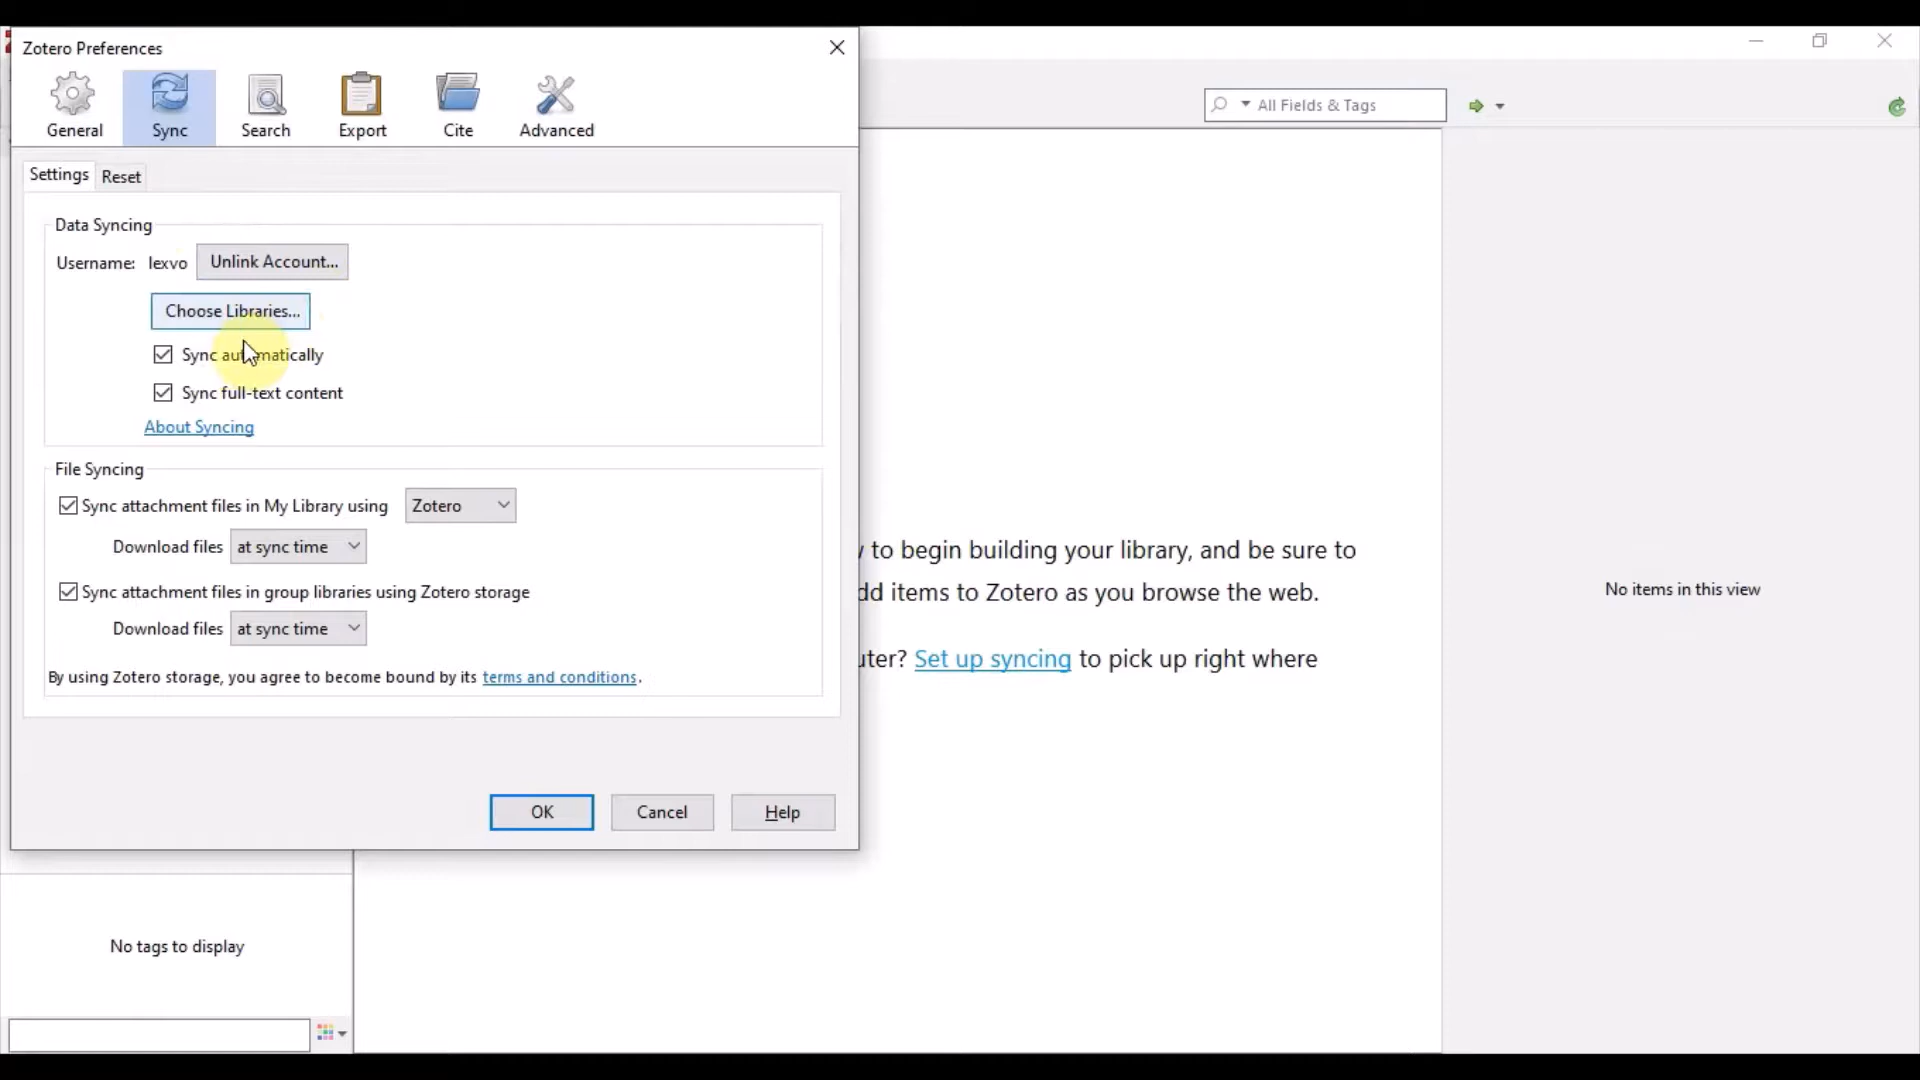 Zotero Preferences
General
Sync
Search
Export
Cite
Advanced
All Fields & Tags
Settings
Reset
Data Syncing
Username: lexvo
Unlink Account...
Choose Libraries...
Sync automatically
Sync full-text content
About Syncing
File Syncing
Sync attachment files in My Library using
Zotero
Download files
at sync time
Sync attachment files in group libraries using Zotero storage
Download files
at sync time
By using Zotero storage, you agree to become bound by its terms and conditions.
OK
Cancel
Help
to begin building your library, and be sure to
items to Zotero as you browse the web.
Set up syncing to pick up right where
No items in this view
No tags to display